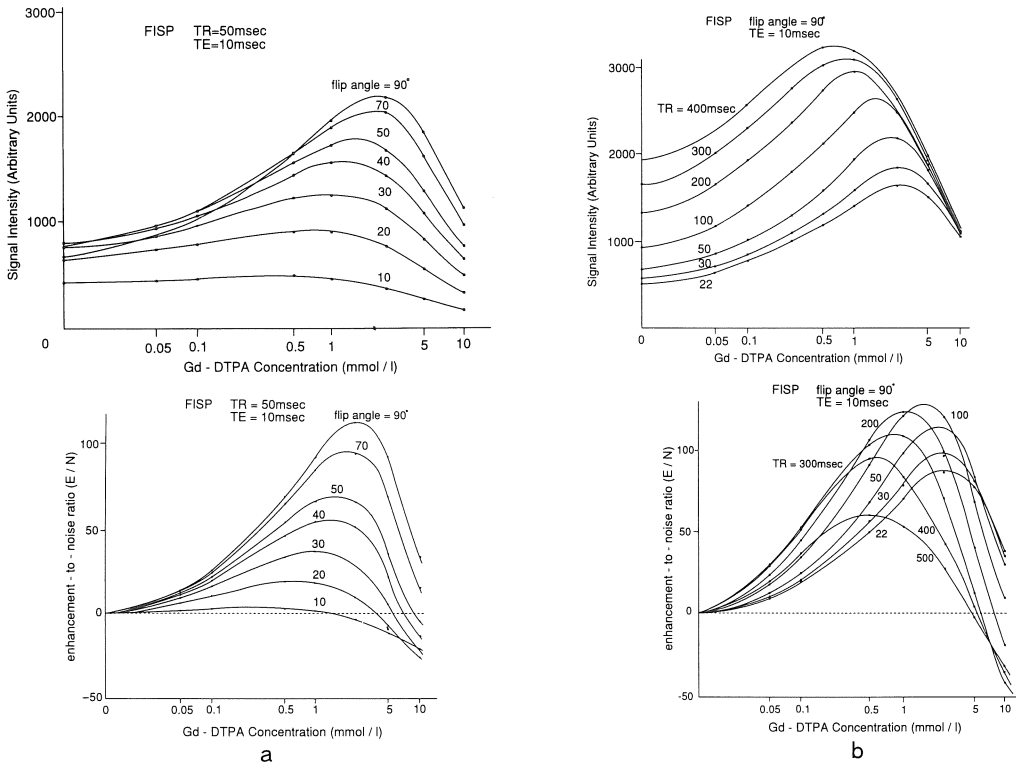 FISP TR=50msec
TE=10msec
flip angle = 90°
70
50
40
30
20
10
3000
2000
1000
0
0.05 0.1 0.5 1 5 10
Signal Intensity (Arbitrary Units)
Gd - DTPA Concentration (mmol / l)
FISP flip angle = 90°
TE = 10msec
TR = 400msec
300
200
100
50
30
22
3000
2000
1000
0 0.05 0.1 0.5 1 5 10
Signal Intensity (Arbitrary Units)
Gd - DTPA Concentration (mmol / l)
FISP TR = 50msec
TE = 10msec
flip angle = 90°
70
50
40
30
20
10
100
50
0
-50
0 0.05 0.1 0.5 1 5 10
enhancement - to - noise ratio (E / N)
Gd - DTPA Concentration (mmol / l)
a
FISP flip angle = 90°
TE = 10msec
200
100
TR = 300msec
50
30
22
400
500
100
50
0
-50
0 0.05 0.1 0.5 1 5 10
enhancement - to - noise ratio (E / N)
Gd - DTPA Concentration (mmol / l)
b